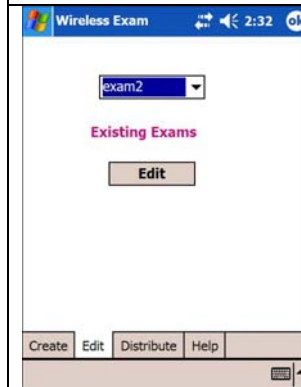 Wireless Exam 2:32 ok
exam2
Existing Exams
Edit
Create Edit Distribute Help